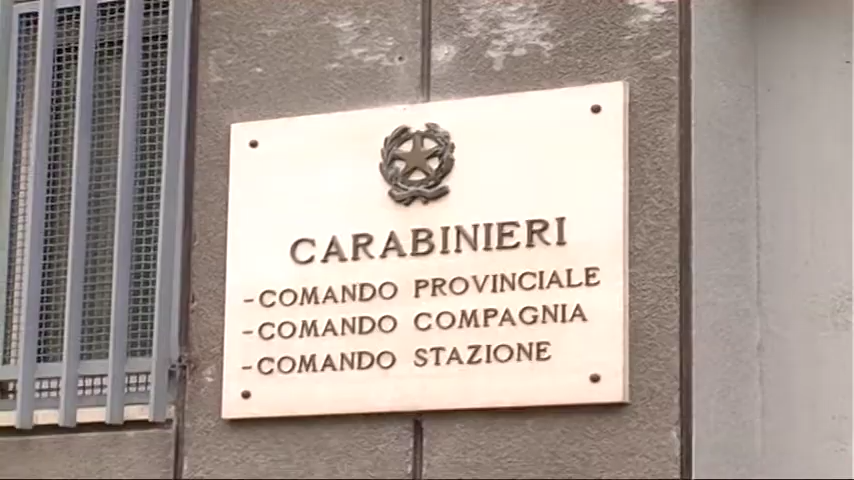 CARABINIERI
-COMANDO PROVINCIALE
-COMANDO COMPAGNIA
-COMANDO STAZIONE